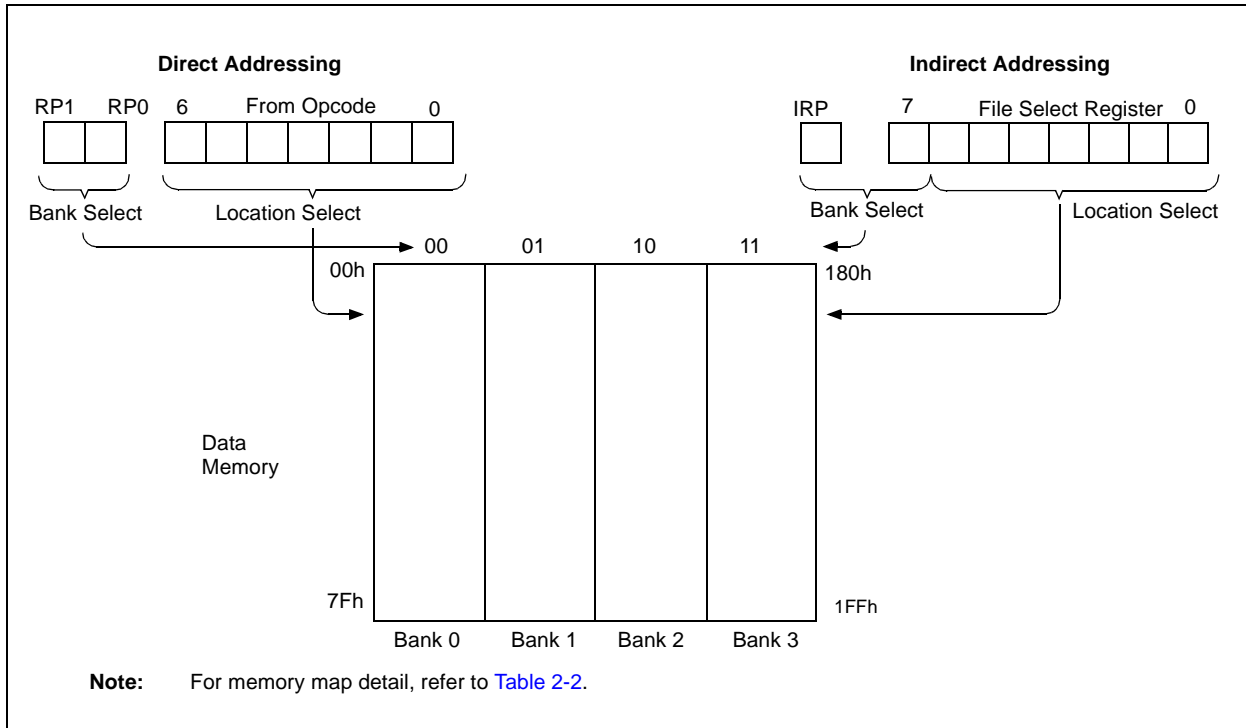 Direct Addressing
Indirect Addressing
RP1 RP0 6 From Opcode 0
IRP 7 File Select Register 0
Bank Select Location Select
Bank Select Location Select
00 01 10 11
00h 180h
Data
Memory
7Fh 1FFh
Bank 0 Bank 1 Bank 2 Bank 3
Note: For memory map detail, refer to Table 2-2.